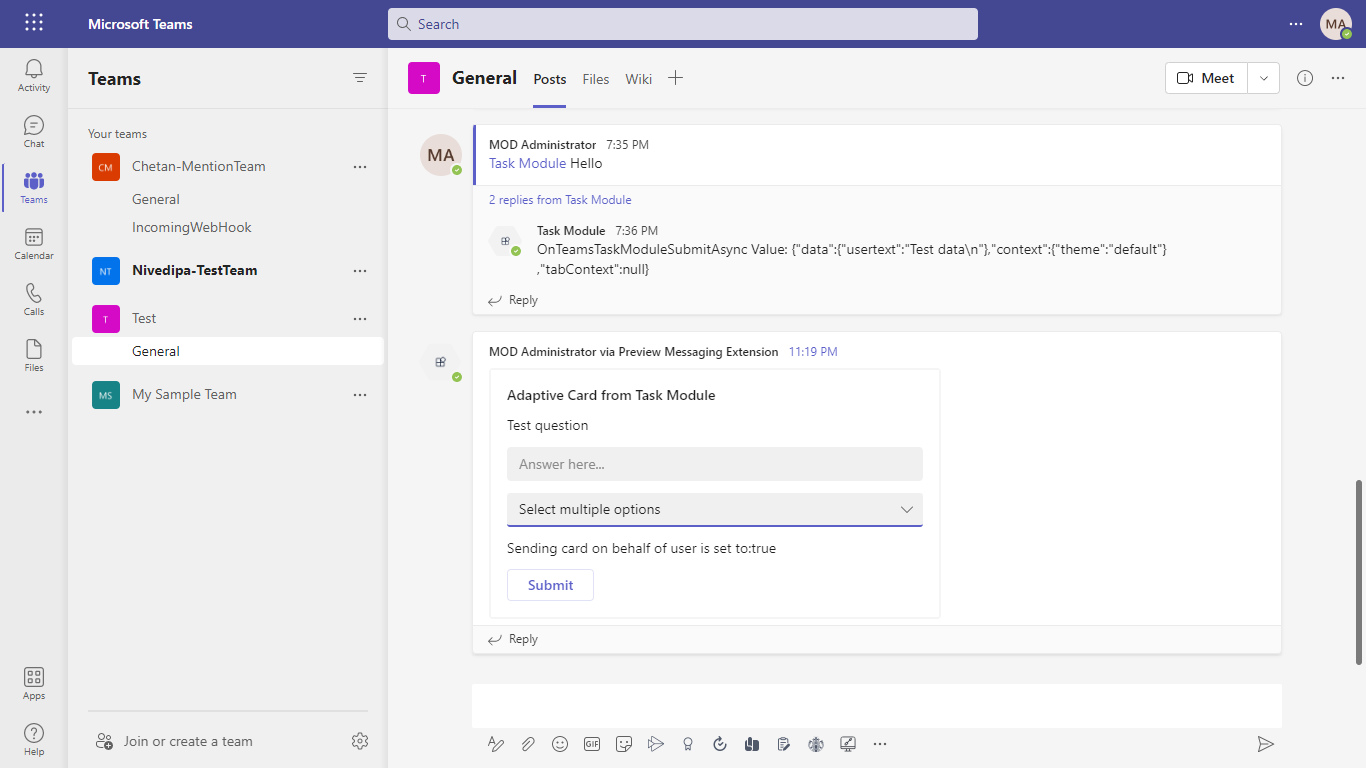 Microsoft Teams
Search
MA
Activity
Chat
Teams
Calendar
Calls
Files
Apps
Help
Teams
Your teams
CM Chetan-MentionTeam
General
IncomingWebHook
NT Nivedipa-TestTeam
T Test
General
MS My Sample Team
Join or create a team
T General Posts Files Wiki
Meet
MA
MOD Administrator 7:35 PM
Task Module Hello
2 replies from Task Module
Task Module 7:36 PM
OnTeamsTaskModuleSubmitAsync Value: {"data":{"usertext":"Test data\n"},"context":{"theme":"default"}
,"tabContext":null}
Reply
MOD Administrator via Preview Messaging Extension 11:19 PM
Adaptive Card from Task Module
Test question
Answer here...
Select multiple options
Sending card on behalf of user is set to:true
Submit
Reply
GIF